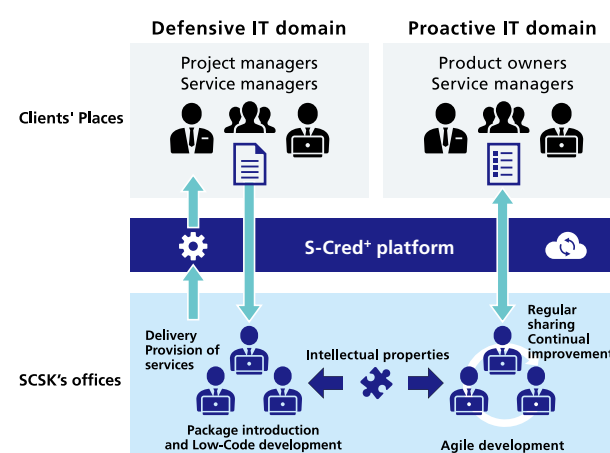 Defensive IT domain
Proactive IT domain
Project managers
Service managers
Product owners
Service managers
Clients' Places
S-Cred+ platform
Delivery
Provision of
services
Regular
sharing
Continual
improvement
Intellectual properties
SCSK's offices
Package introduction
and Low-Code development
Agile development